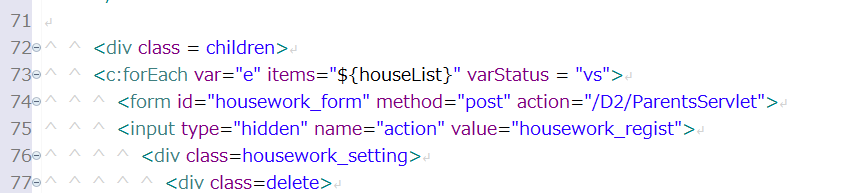 71
72 <div class = children>
73 <c:forEach var="e" items="${houseList}" varStatus = "vs">
74 <form id="housework_form" method="post" action="/D2/ParentsServlet">
75 <input type="hidden" name="action" value="housework_regist">
76 <div class=housework_setting>
77 <div class=delete>